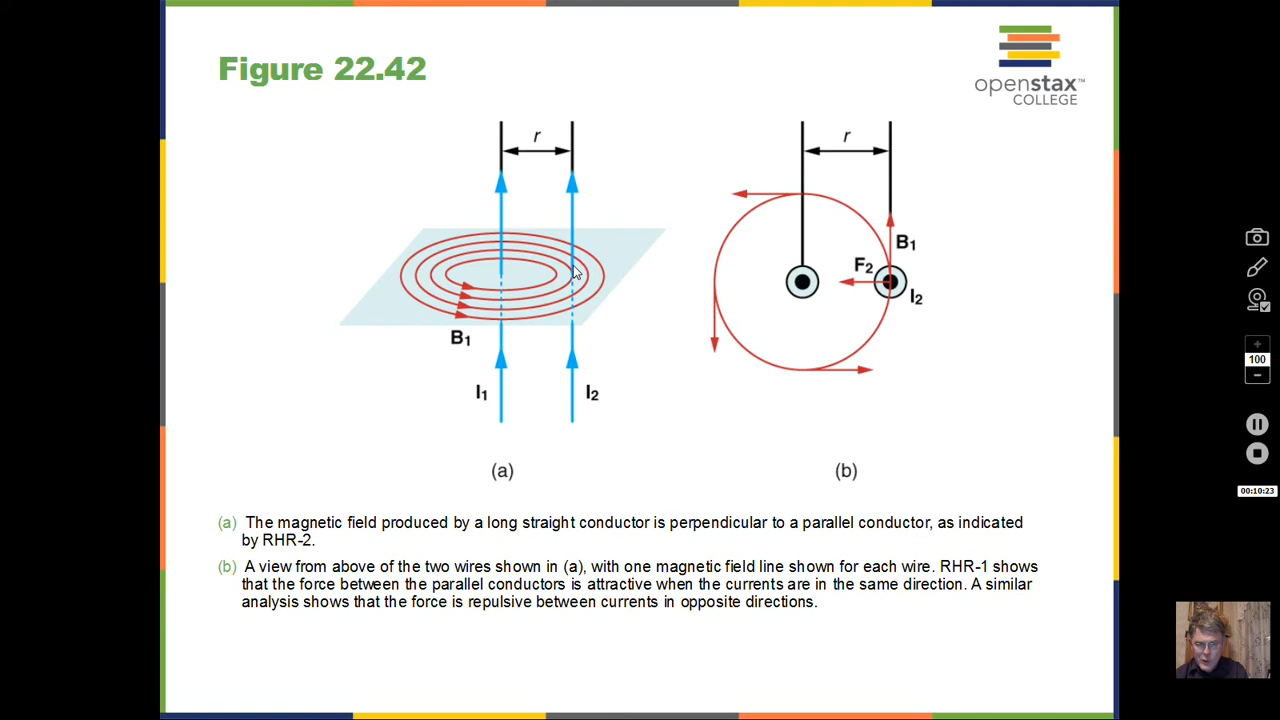 Figure 22.42
openstax™
COLLEGE
r
r
B1
F2
I2
B1
I1
I2
(a)
(b)
(a) The magnetic field produced by a long straight conductor is perpendicular to a parallel conductor, as indicated
by RHR-2.
(b) A view from above of the two wires shown in (a), with one magnetic field line shown for each wire. RHR-1 shows
that the force between the parallel conductors is attractive when the currents are in the same direction. A similar
analysis shows that the force is repulsive between currents in opposite directions.
100
00:10:23